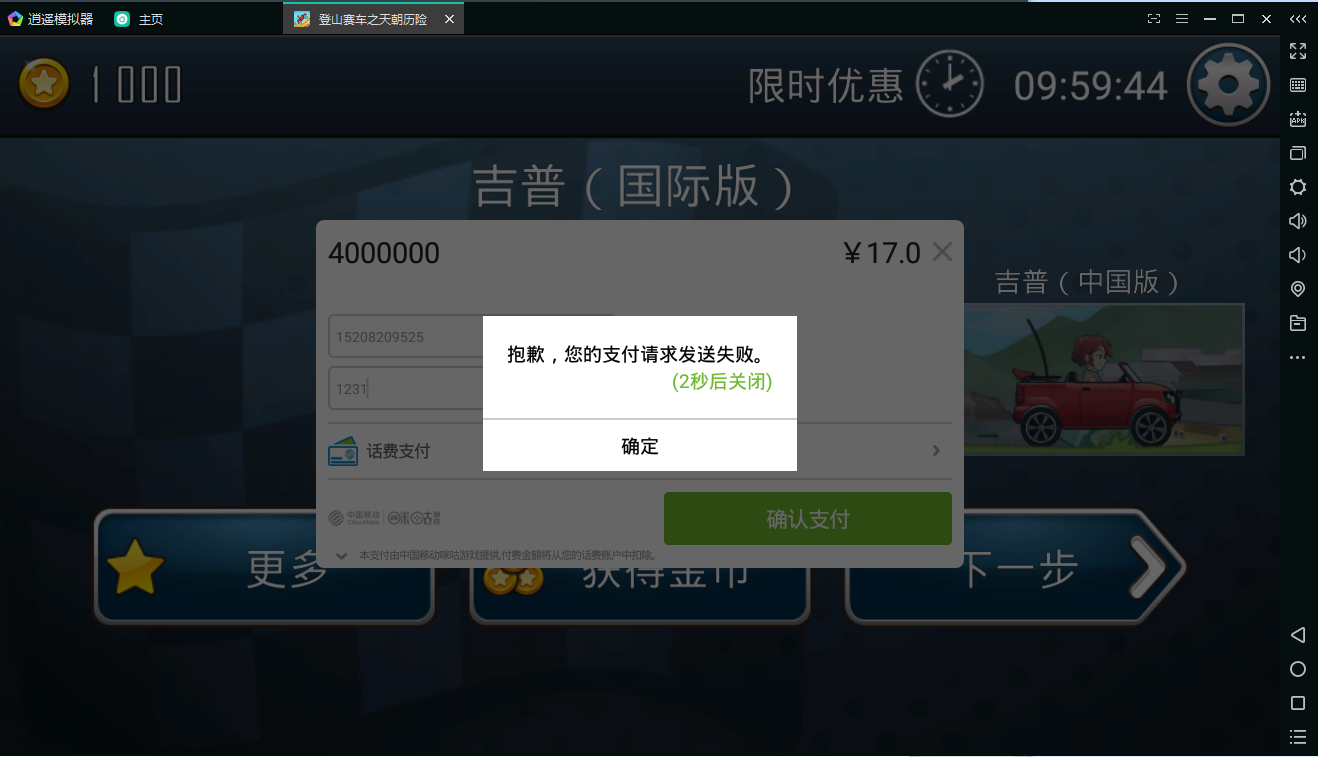 逍遥模拟器
主页
登山赛车之天朝历险
1000
限时优惠
09:59:44
吉普（国际版）
4000000
￥17.0
吉普（中国版）
15208209525
抱歉，您的支付请求发送失败。
(2秒后关闭)
1231
确定
话费支付
中国移动
China Mobile
咪咕游戏
确认支付
本支付由中国移动咪咕游戏提供,付费金额将从您的话费账户中扣除。
更多
获得金币
下一步
APK